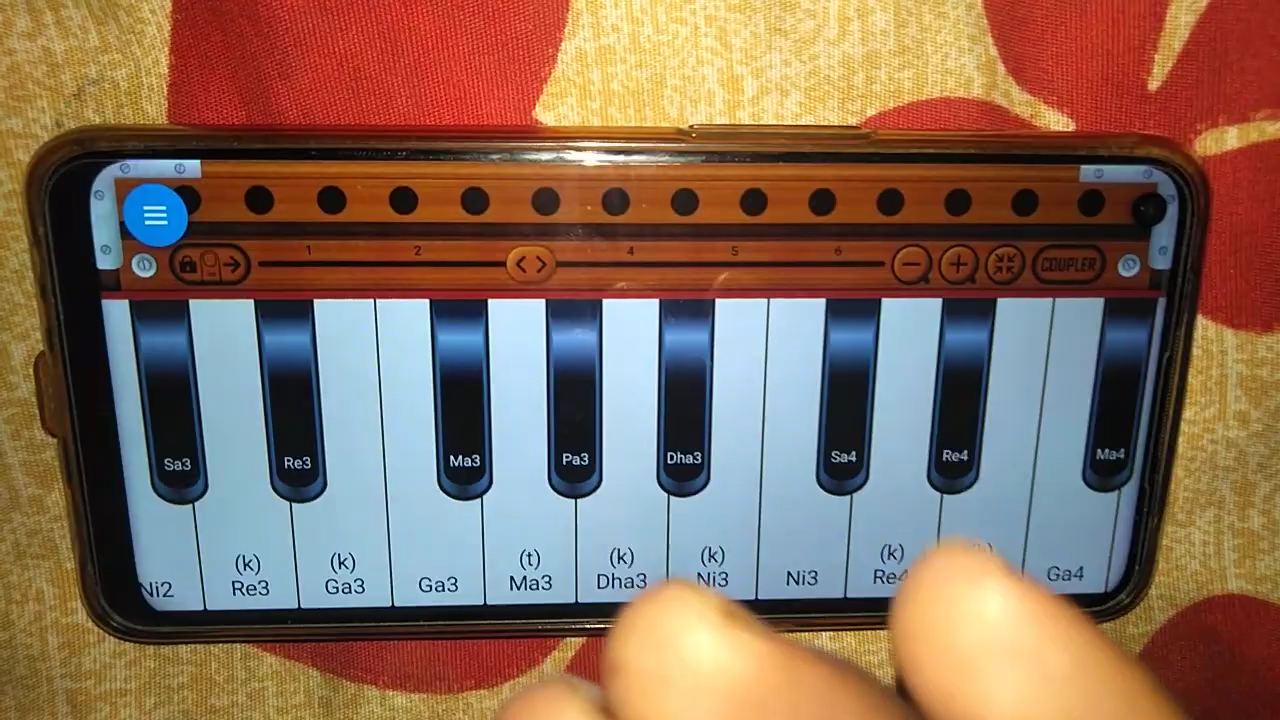 1 2 4 5 6
COUPLER
Sa3 Re3 Ma3 Pa3 Dha3 Sa4 Re4 Ma4
(k) (k) (t) (k) (k) (k)
Ni2 Re3 Ga3 Ga3 Ma3 Dha3 Ni3 Ni3 Re4 Ga4